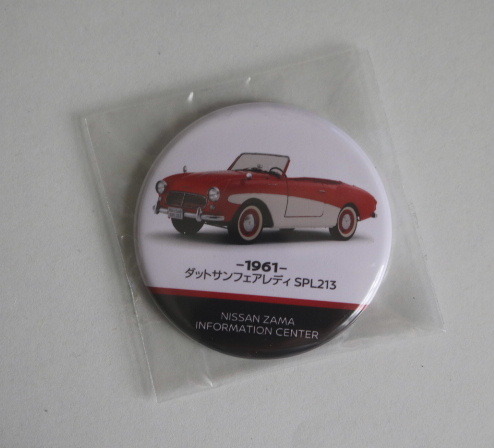 –1961–
ダットサンフェアレディ SPL213
NISSAN ZAMA
INFORMATION CENTER